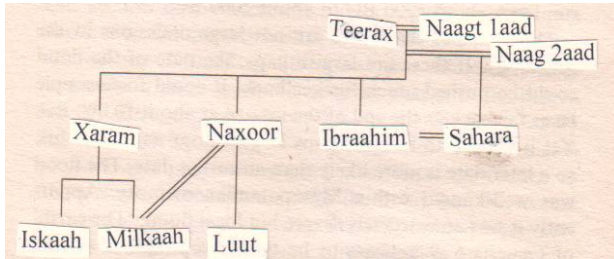 Teerax
Naagt 1aad
Naag 2aad
Xaram
Naxoor
Ibraahim
Sahara
Iskaah
Milkaah
Luut